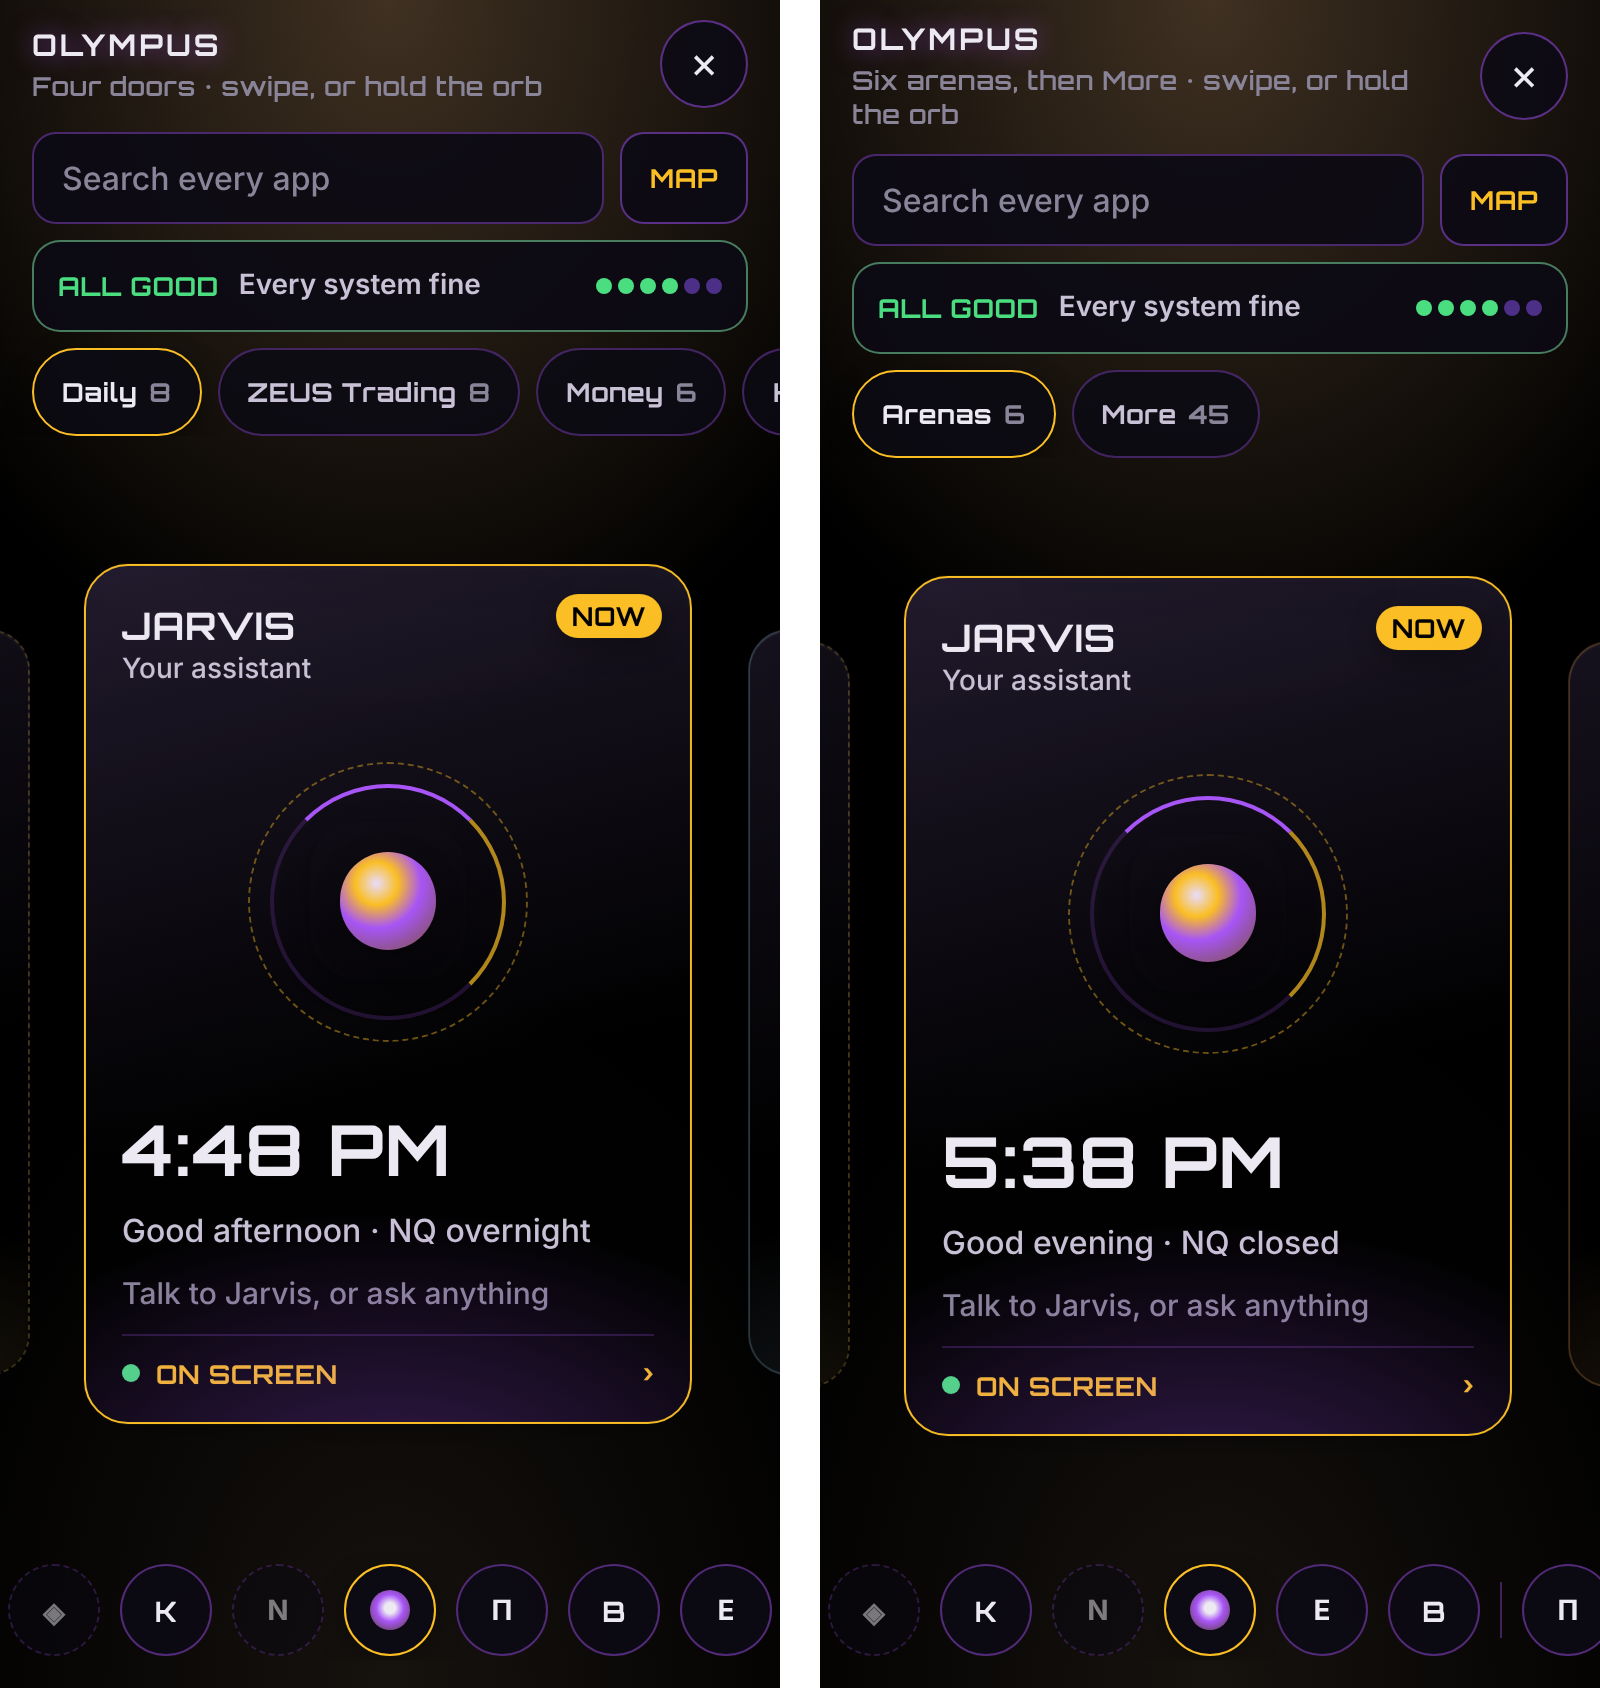 OLYMPUS
Four doors · swipe, or hold the orb
×
Search every app
MAP
ALL GOOD Every system fine
Daily 8
ZEUS Trading 8
Money 6
JARVIS
NOW
Your assistant
4:48 PM
Good afternoon · NQ overnight
Talk to Jarvis, or ask anything
ON SCREEN ›
◈ K N Π B E
OLYMPUS
Six arenas, then More · swipe, or hold
the orb
×
Search every app
MAP
ALL GOOD Every system fine
Arenas 6
More 45
JARVIS
NOW
Your assistant
5:38 PM
Good evening · NQ closed
Talk to Jarvis, or ask anything
ON SCREEN ›
◈ K N E B Π